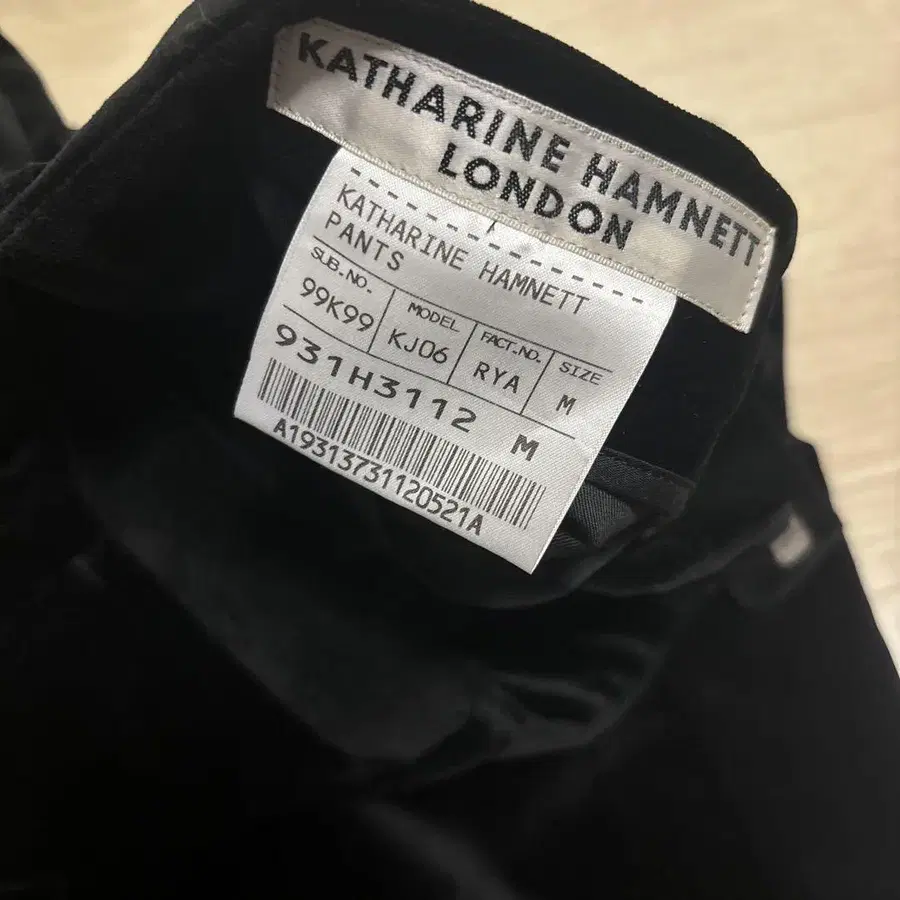 KATHARINE HAMNETT
LONDON
KATHARINE HAMNETT
PANTS
SUB.NO. MODEL FACT.NO. SIZE
99K99 KJ06 RYA M
931H3112 M
A19313731120521A